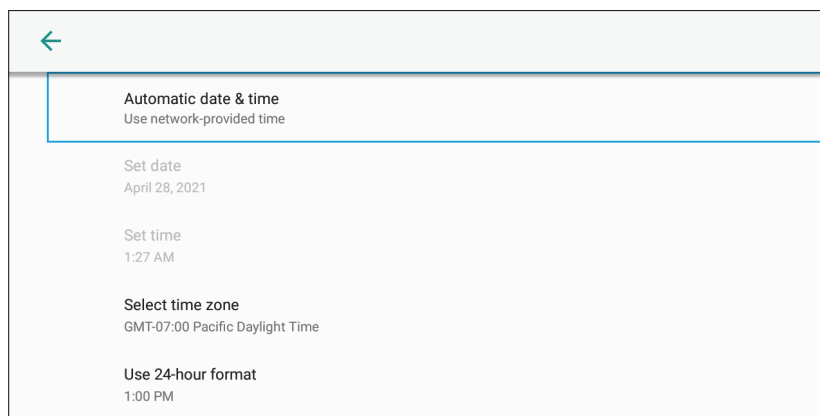 Automatic date & time
Use network-provided time
Set date
April 28, 2021
Set time
1:27 AM
Select time zone
GMT-07:00 Pacific Daylight Time
Use 24-hour format
1:00 PM